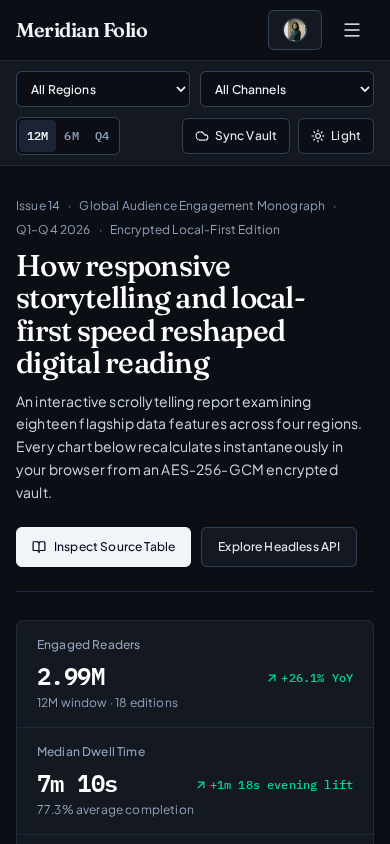 Meridian Folio
All Regions
All Channels
12M 6M Q4
Sync Vault
Light
Issue 14 · Global Audience Engagement Monograph ·
Q1–Q4 2026 · Encrypted Local-First Edition
How responsive
storytelling and local-
first speed reshaped
digital reading
An interactive scrollytelling report examining
eighteen flagship data features across four regions.
Every chart below recalculates instantaneously in
your browser from an AES-256-GCM encrypted
vault.
Inspect Source Table
Explore Headless API
Engaged Readers
2.99M
+26.1% YoY
12M window · 18 editions
Median Dwell Time
7m 10s
+1m 18s evening lift
77.3% average completion